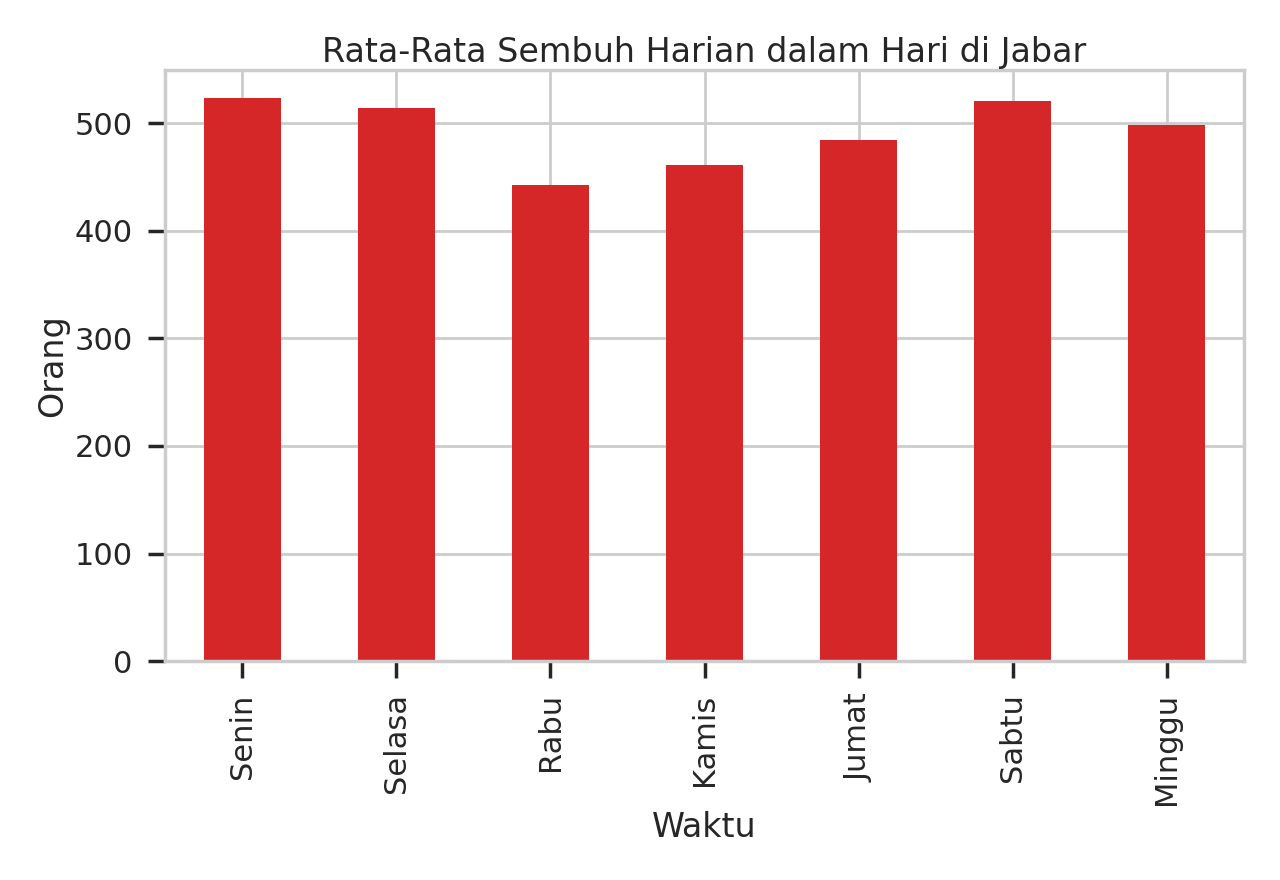 Rata-Rata Sembuh Harian dalam Hari di Jabar
500
400
300
200
100
0
Orang
Senin
Selasa
Rabu
Kamis
Jumat
Sabtu
Minggu
Waktu